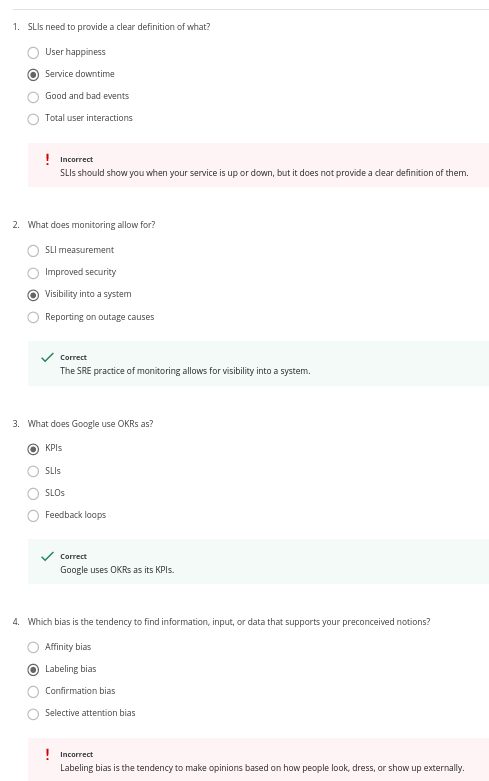 1. SLIs need to provide a clear definition of what?
User happiness
Service downtime
Good and bad events
Total user interactions
Incorrect
SLIs should show you when your service is up or down, but it does not provide a clear definition of them.
2. What does monitoring allow for?
SLI measurement
Improved security
Visibility into a system
Reporting on outage causes
Correct
The SRE practice of monitoring allows for visibility into a system.
3. What does Google use OKRs as?
KPIs
SLIs
SLOs
Feedback loops
Correct
Google uses OKRs as its KPIs.
4. Which bias is the tendency to find information, input, or data that supports your preconceived notions?
Affinity bias
Labeling bias
Confirmation bias
Selective attention bias
Incorrect
Labeling bias is the tendency to make opinions based on how people look, dress, or show up externally.